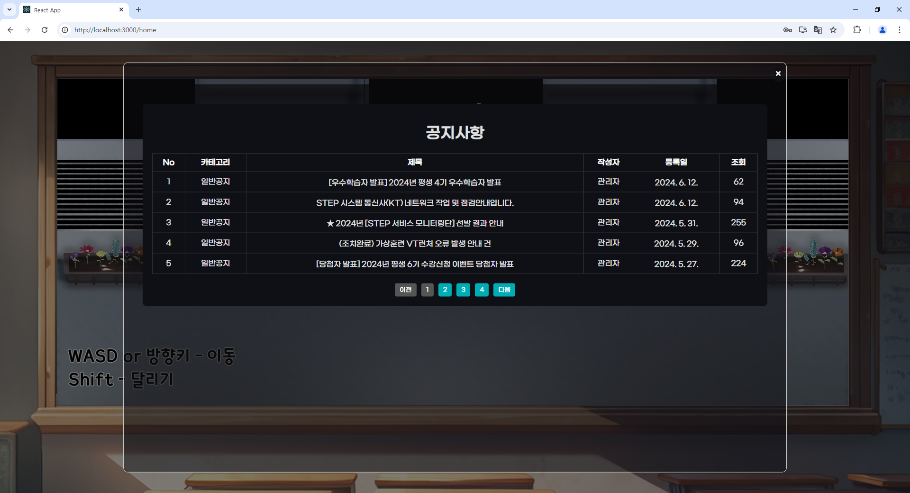 React App
http://localhost:3000/home
공지사항
No 카테고리 제목 작성자 등록일 조회
1 일반공지 [우수학습자 발표] 2024년 평생 4기 우수학습자 발표 관리자 2024. 6. 12. 62
2 일반공지 STEP 시스템 통신사(KT) 네트워크 작업 및 점검안내입니다. 관리자 2024. 6. 12. 94
3 일반공지 ★ 2024년 [STEP 서비스 모니터링단] 선발 결과 안내 관리자 2024. 5. 31. 255
4 일반공지 (조치완료) 가상훈련 VT런처 오류 발생 안내 건 관리자 2024. 5. 29. 96
5 일반공지 [당첨자 발표] 2024년 평생 6기 수강신청 이벤트 당첨자 발표 관리자 2024. 5. 27. 224
이전 1 2 3 4 다음
WASD or 방향키 - 이동
Shift - 달리기